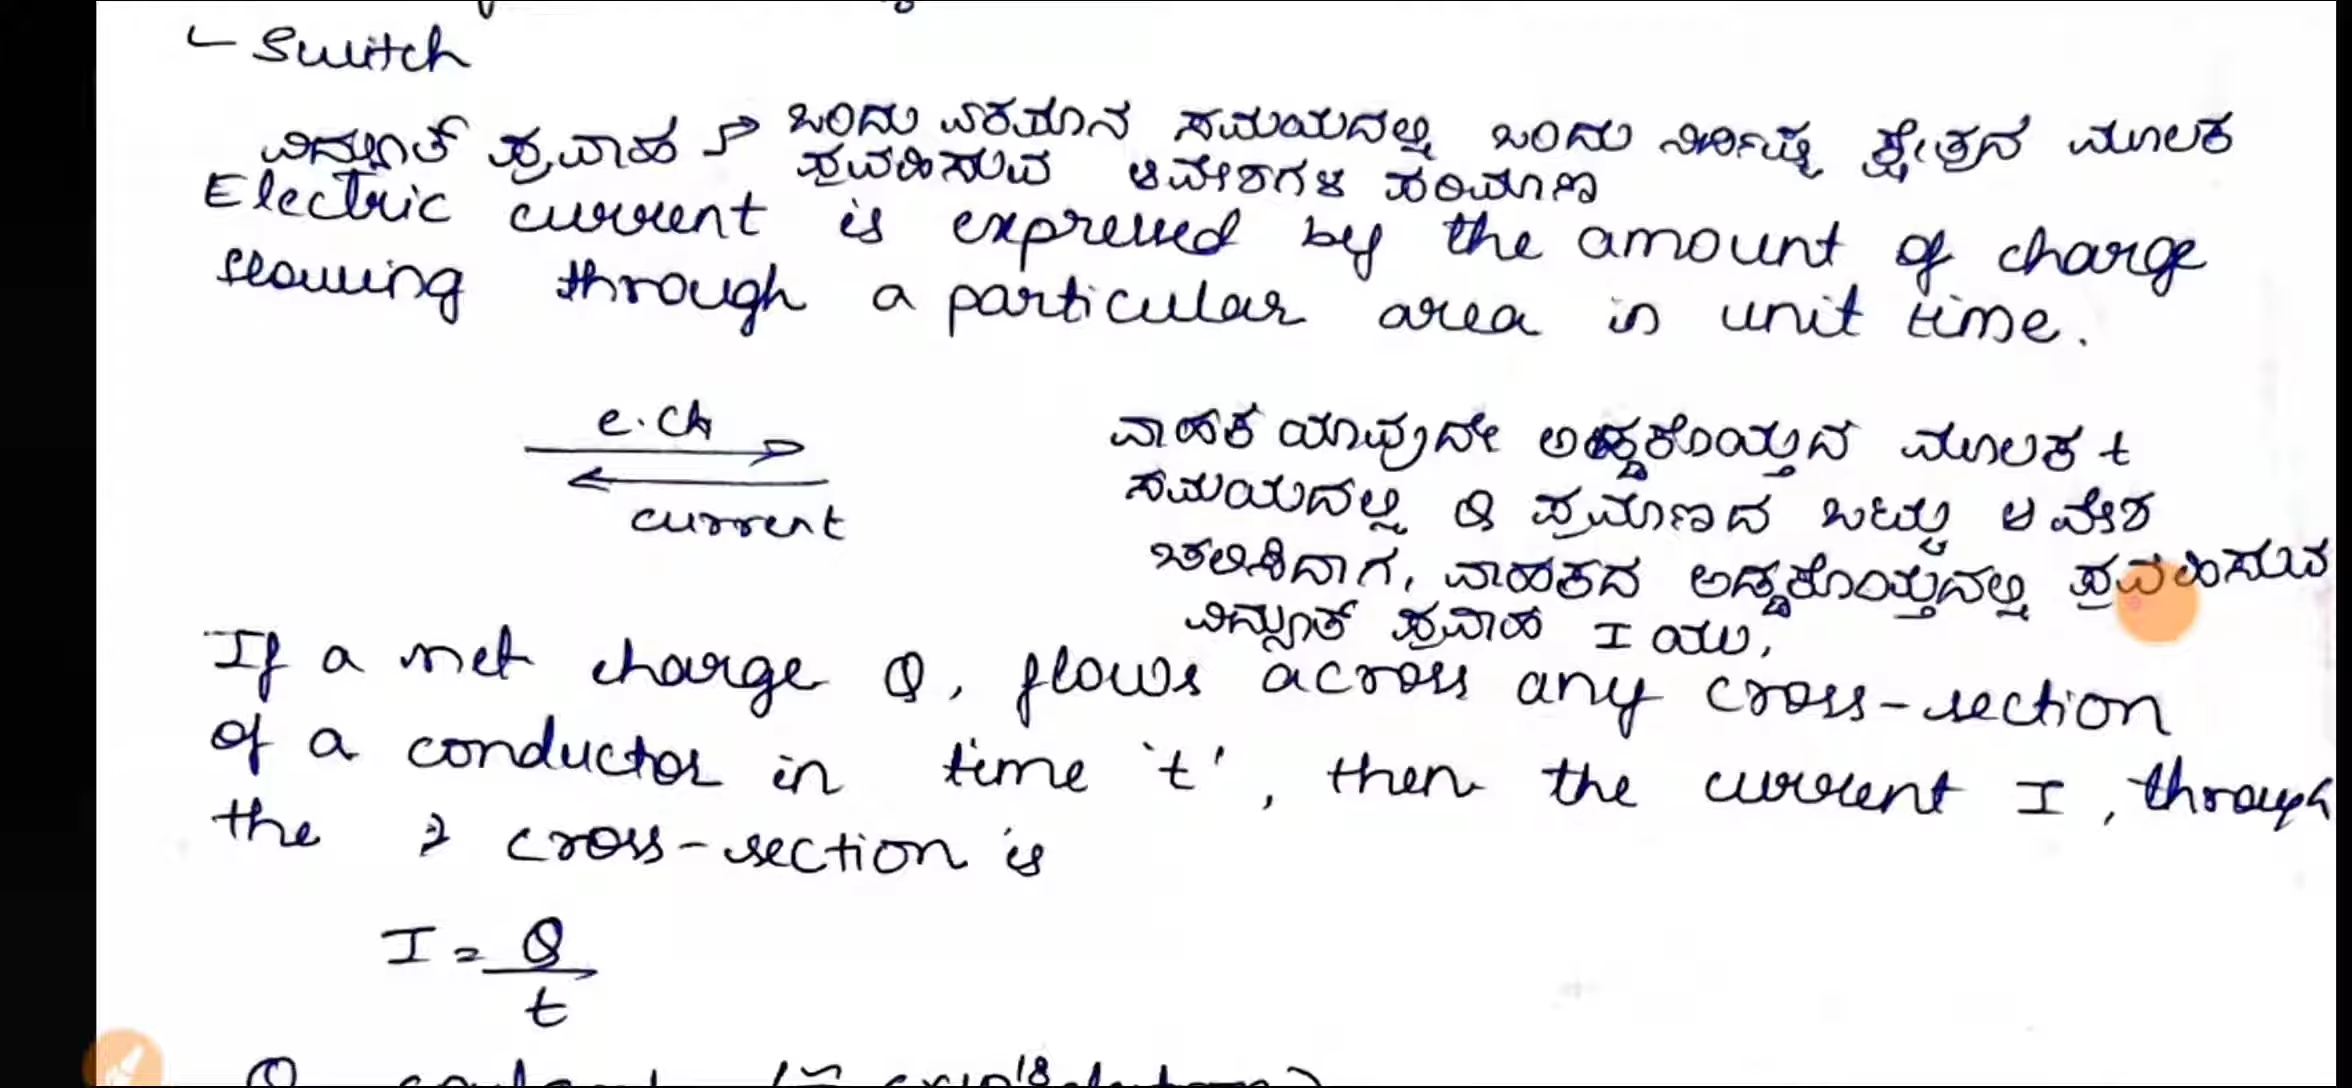 Switch
ವಿದ್ಯುತ್ ಪ್ರವಾಹ → ಒಂದು ಏಕಮಾನ ಸಮಯದಲ್ಲಿ ಒಂದು ನಿರ್ದಿಷ್ಟ ಕ್ಷೇತ್ರದ ಮೂಲಕ
ಪ್ರವಹಿಸುವ ಆವೇಶಗಳ ಪರಿಮಾಣ
Electric current is expressed by the amount of charge
flowing through a particular area in unit time.
e.ch
current
ವಾಹಕ ಯಾವುದೇ ಅಡ್ಡಕೊಯ್ತದ ಮೂಲಕ t
ಸಮಯದಲ್ಲಿ Q ಪ್ರಮಾಣದ ಒಟ್ಟು ಆವೇಶ
ಚಲಿಸಿದಾಗ, ವಾಹಕದ ಅಡ್ಡಕೊಯ್ತದಲ್ಲಿ ಪ್ರವಹಿಸುವ
ವಿದ್ಯುತ್ ಪ್ರವಾಹ I ಯು,
If a net charge Q, flows across any cross-section
of a conductor in time 't', then the current I, through
the cross-section is
I = Q
t